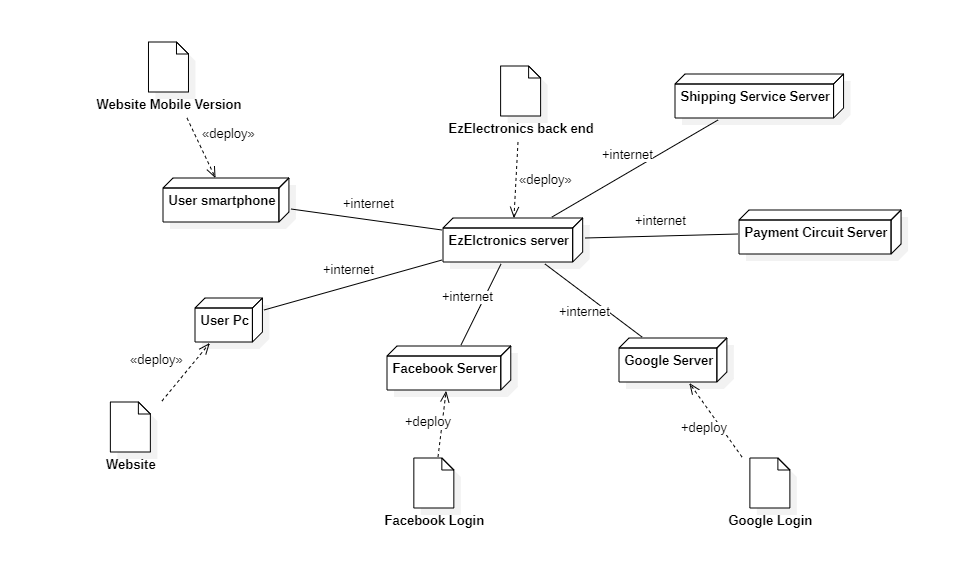 Website Mobile Version
«deploy»
EzElectronics back end
«deploy»
Shipping Service Server
+internet
User smartphone
+internet
EzElctronics server
+internet
Payment Circuit Server
+internet
User Pc
+internet
+internet
«deploy»
Facebook Server
Google Server
Website
+deploy
+deploy
Facebook Login
Google Login